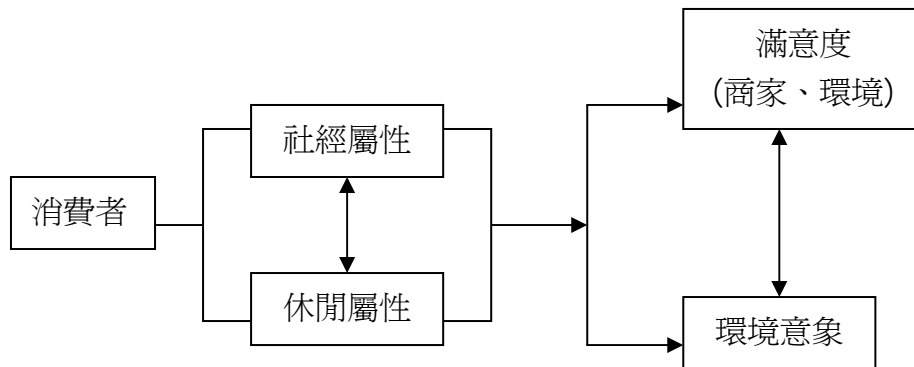 滿意度
(商家、環境)
社經屬性
消費者
休閒屬性
環境意象